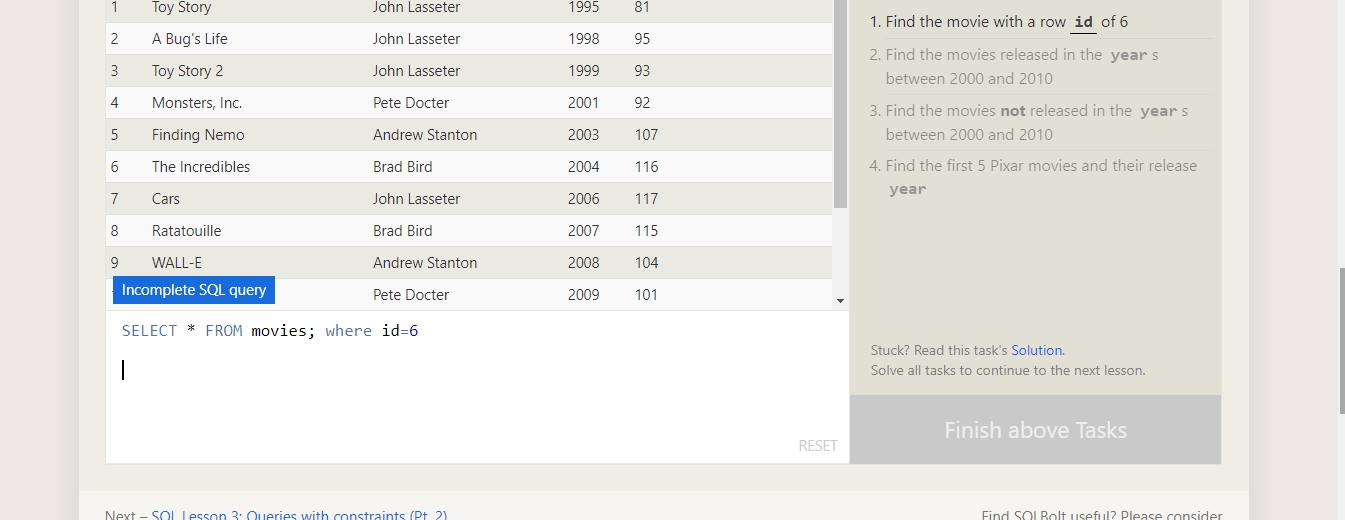 1 Toy Story John Lasseter 1995 81
2 A Bug's Life John Lasseter 1998 95
3 Toy Story 2 John Lasseter 1999 93
4 Monsters, Inc. Pete Docter 2001 92
5 Finding Nemo Andrew Stanton 2003 107
6 The Incredibles Brad Bird 2004 116
7 Cars John Lasseter 2006 117
8 Ratatouille Brad Bird 2007 115
9 WALL-E Andrew Stanton 2008 104
Pete Docter 2009 101
Incomplete SQL query
SELECT * FROM movies; where id=6
RESET
1. Find the movie with a row id of 6
2. Find the movies released in the year s
between 2000 and 2010
3. Find the movies not released in the year s
between 2000 and 2010
4. Find the first 5 Pixar movies and their release
year
Stuck? Read this task's Solution.
Solve all tasks to continue to the next lesson.
Finish above Tasks
Next – SQL Lesson 3: Queries with constraints (Pt. 2)
Find SQLBolt useful? Please consider